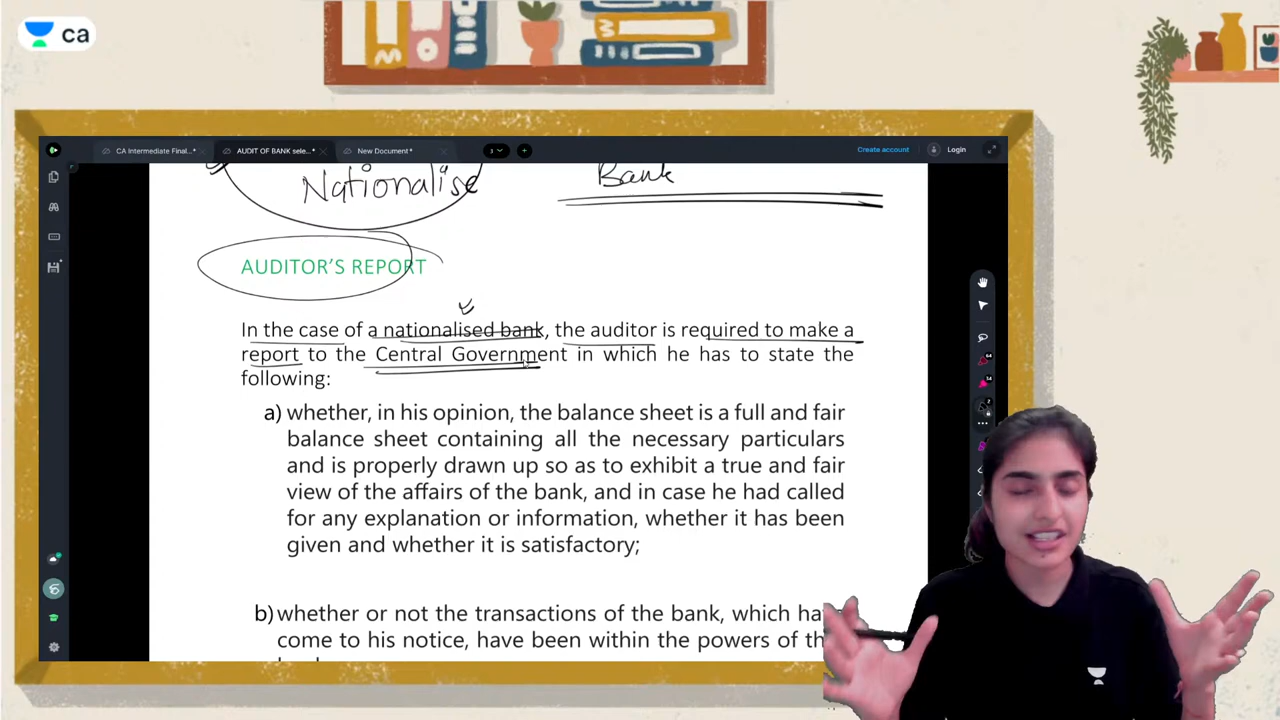 ca
CA Intermediate Final...*
AUDIT OF BANK sele...*
New Document*
Create account
Login
Nationalise
Bank
AUDITOR'S REPORT
In the case of a nationalised bank, the auditor is required to make a
report to the Central Government in which he has to state the
following:
a) whether, in his opinion, the balance sheet is a full and fair
balance sheet containing all the necessary particulars
and is properly drawn up so as to exhibit a true and fair
view of the affairs of the bank, and in case he had called
for any explanation or information, whether it has been
given and whether it is satisfactory;
b) whether or not the transactions of the bank, which
come to his notice, have been within the powers of